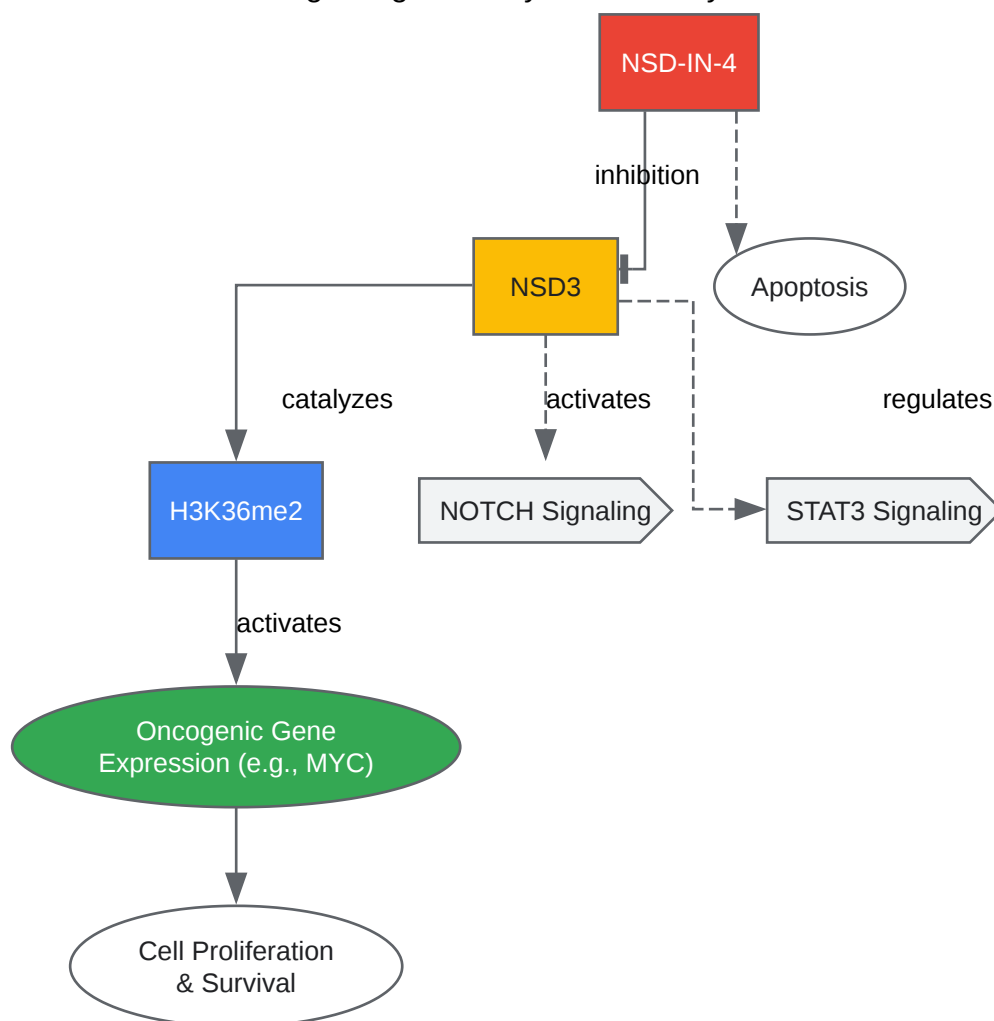 NSD-IN-4
inhibition
NSD3
Apoptosis
catalyzes
activates
regulates
H3K36me2
NOTCH Signaling
STAT3 Signaling
activates
Oncogenic Gene
Expression (e.g., MYC)
Cell Proliferation
& Survival